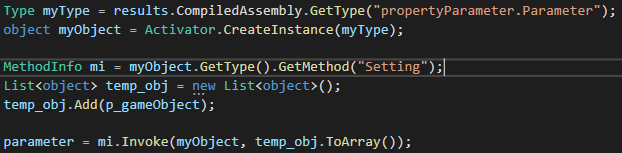 Type myType = results.CompiledAssembly.GetType("propertyParameter.Parameter");
object myObject = Activator.CreateInstance(myType);
MethodInfo mi = myObject.GetType().GetMethod("Setting");
List<object> temp_obj = new List<object>();
temp_obj.Add(p_gameObject);
parameter = mi.Invoke(myObject, temp_obj.ToArray());